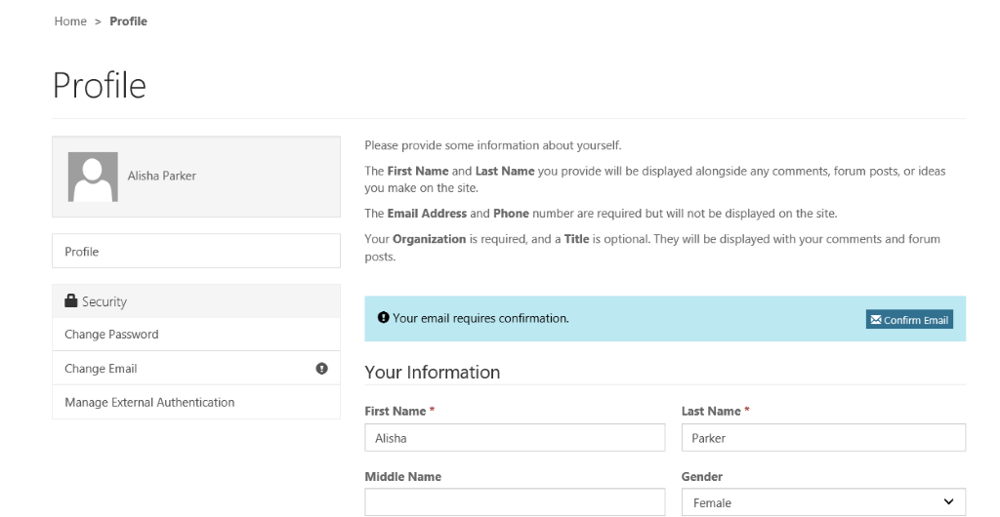 Home > Profile
Profile
Alisha Parker
Profile
Security
Change Password
Change Email
Manage External Authentication
Please provide some information about yourself.
The First Name and Last Name you provide will be displayed alongside any comments, forum posts, or ideas
you make on the site.
The Email Address and Phone number are required but will not be displayed on the site.
Your Organization is required, and a Title is optional. They will be displayed with your comments and forum
posts.
Your email requires confirmation.
Confirm Email
Your Information
First Name *
Last Name *
Alisha
Parker
Middle Name
Gender
Female